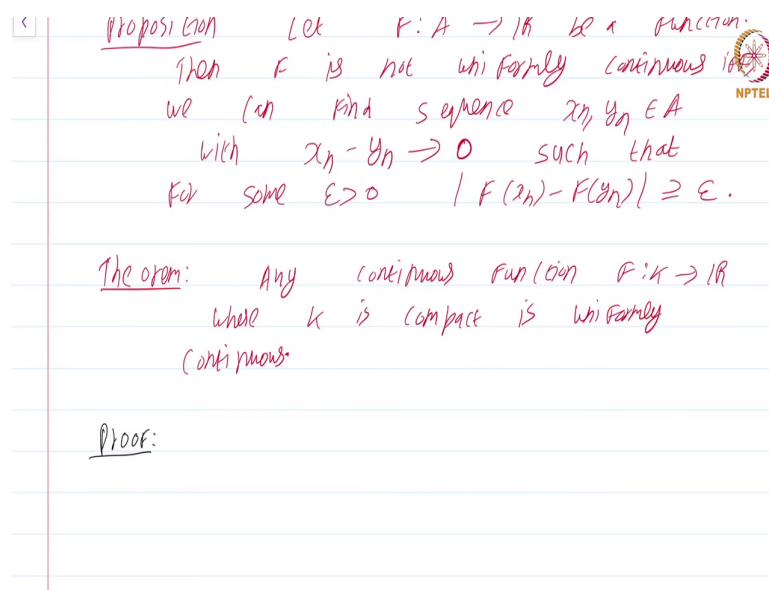 Proposition Let F : A → ℝ be a function.
Then F is not uniformly continuous iff
NPTEL
we can find sequence xₙ, yₙ ∈ A
with xₙ - yₙ → 0 such that
for some ε > 0 | F(xₙ) - F(yₙ) | ≥ ε.
Theorem: Any continuous function F : K → ℝ
where K is compact is uniformly
continuous.
Proof: